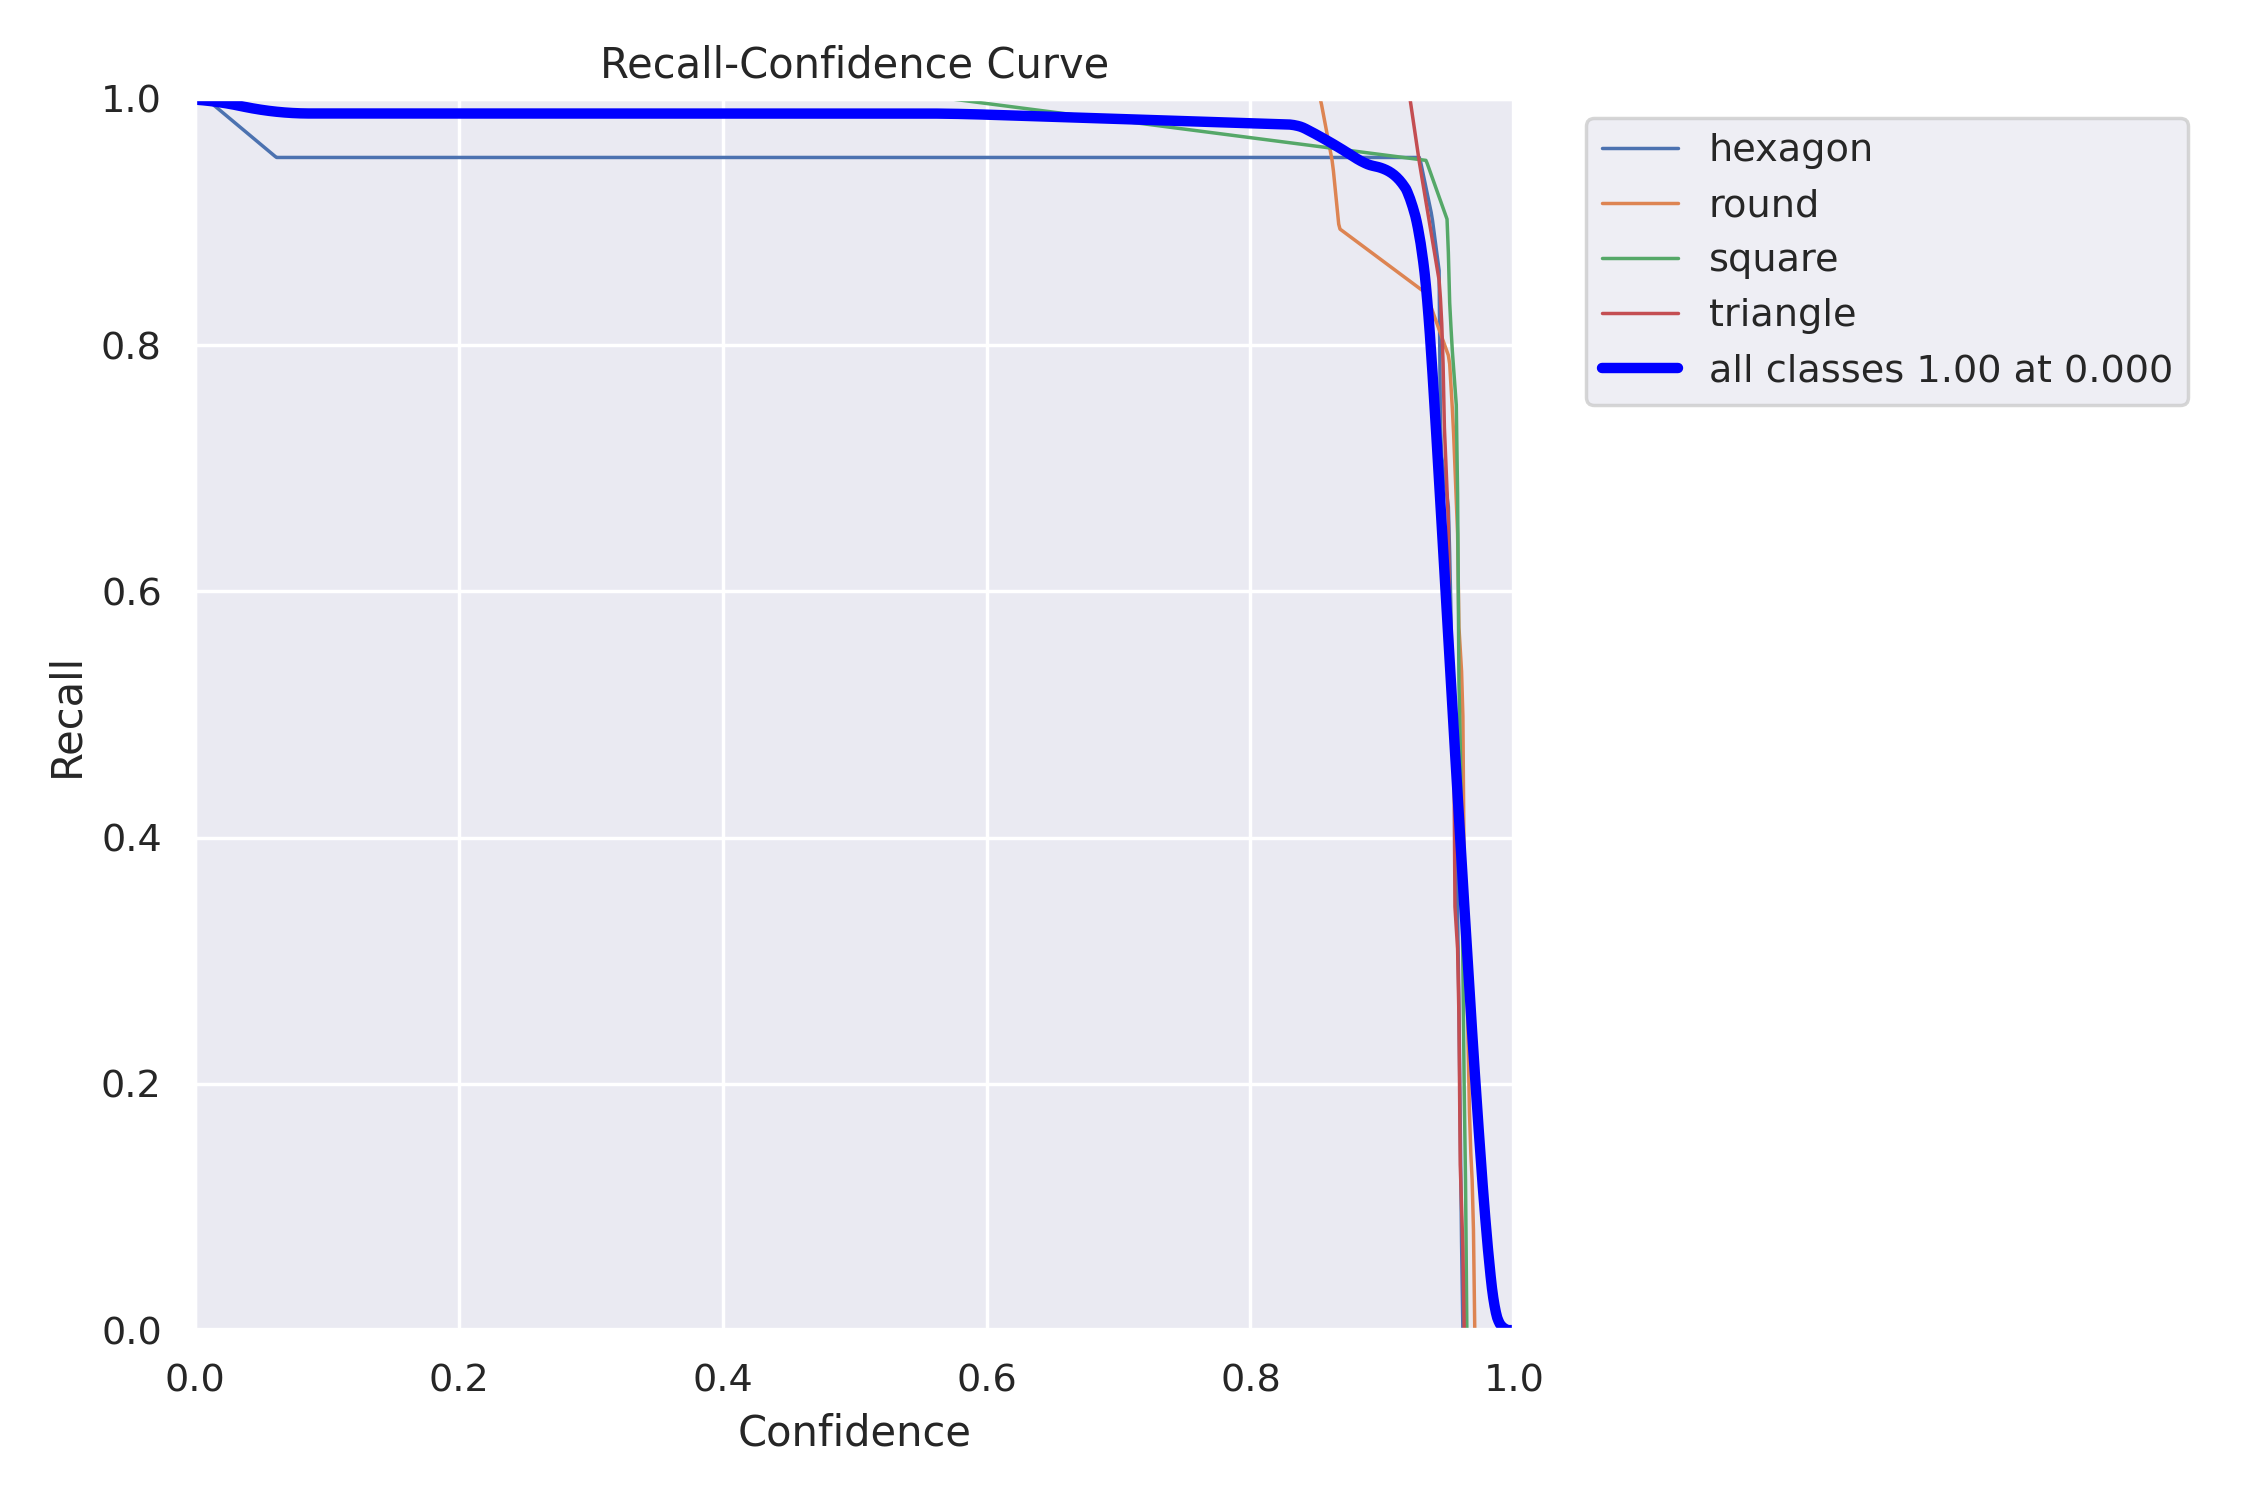 Recall-Confidence Curve
1.0
0.8
0.6
0.4
0.2
0.0
Recall
0.0 0.2 0.4 0.6 0.8 1.0
Confidence
hexagon
round
square
triangle
all classes 1.00 at 0.000